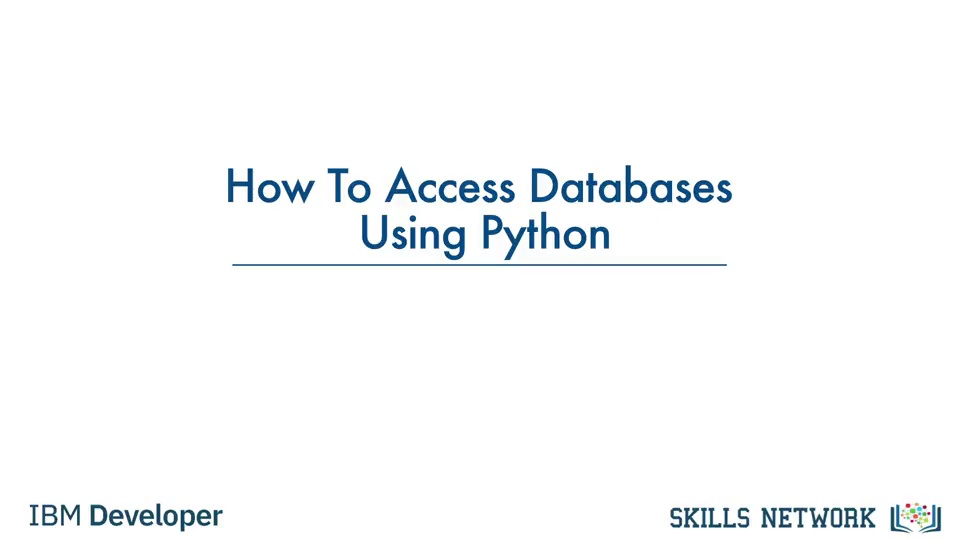 How To Access Databases
Using Python
IBM Developer
SKILLS NETWORK